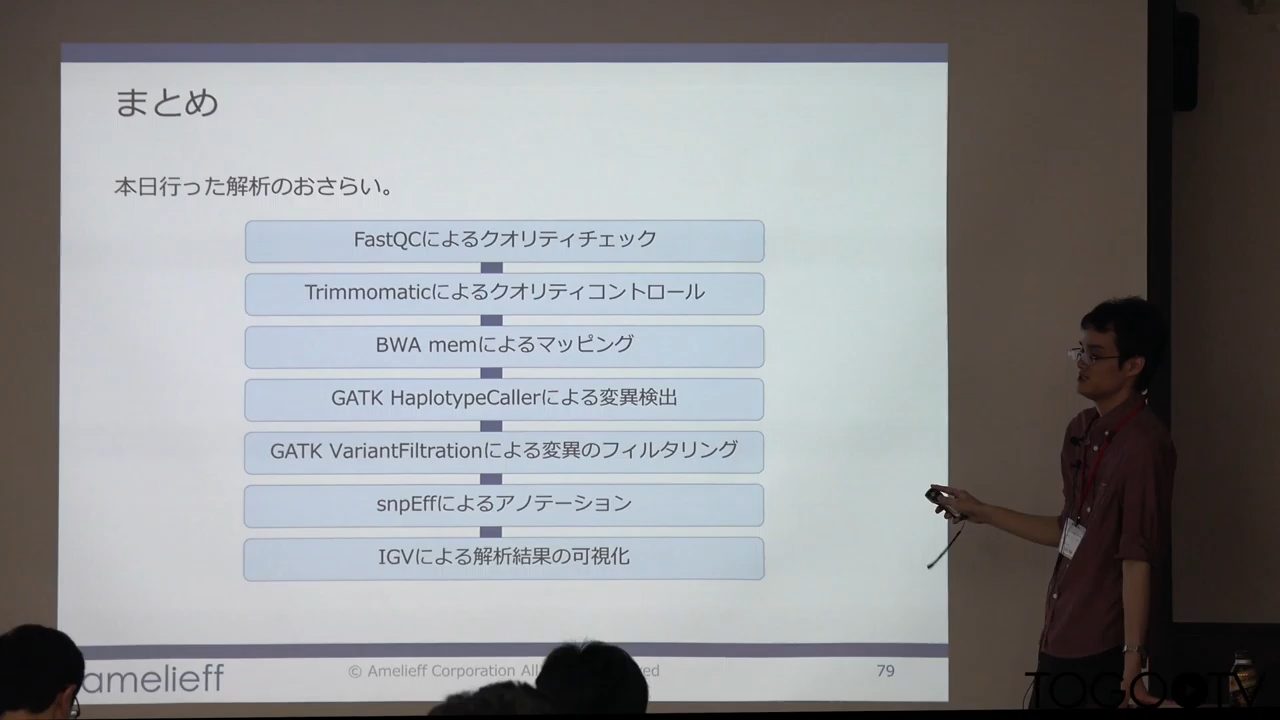 まとめ
本日行った解析のおさらい。
FastQCによるクオリティチェック
Trimmomaticによるクオリティコントロール
BWA memによるマッピング
GATK HaplotypeCallerによる変異検出
GATK VariantFiltrationによる変異のフィルタリング
snpEffによるアノテーション
IGVによる解析結果の可視化
amelieff
© Amelieff Corporation All
79
TOGO TV